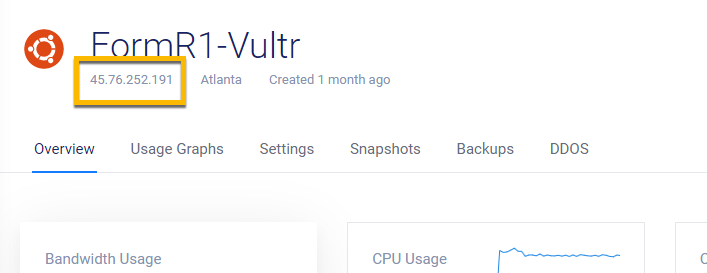 FormR1-Vultr
45.76.252.191 Atlanta Created 1 month ago
Overview Usage Graphs Settings Snapshots Backups DDOS
Bandwidth Usage CPU Usage